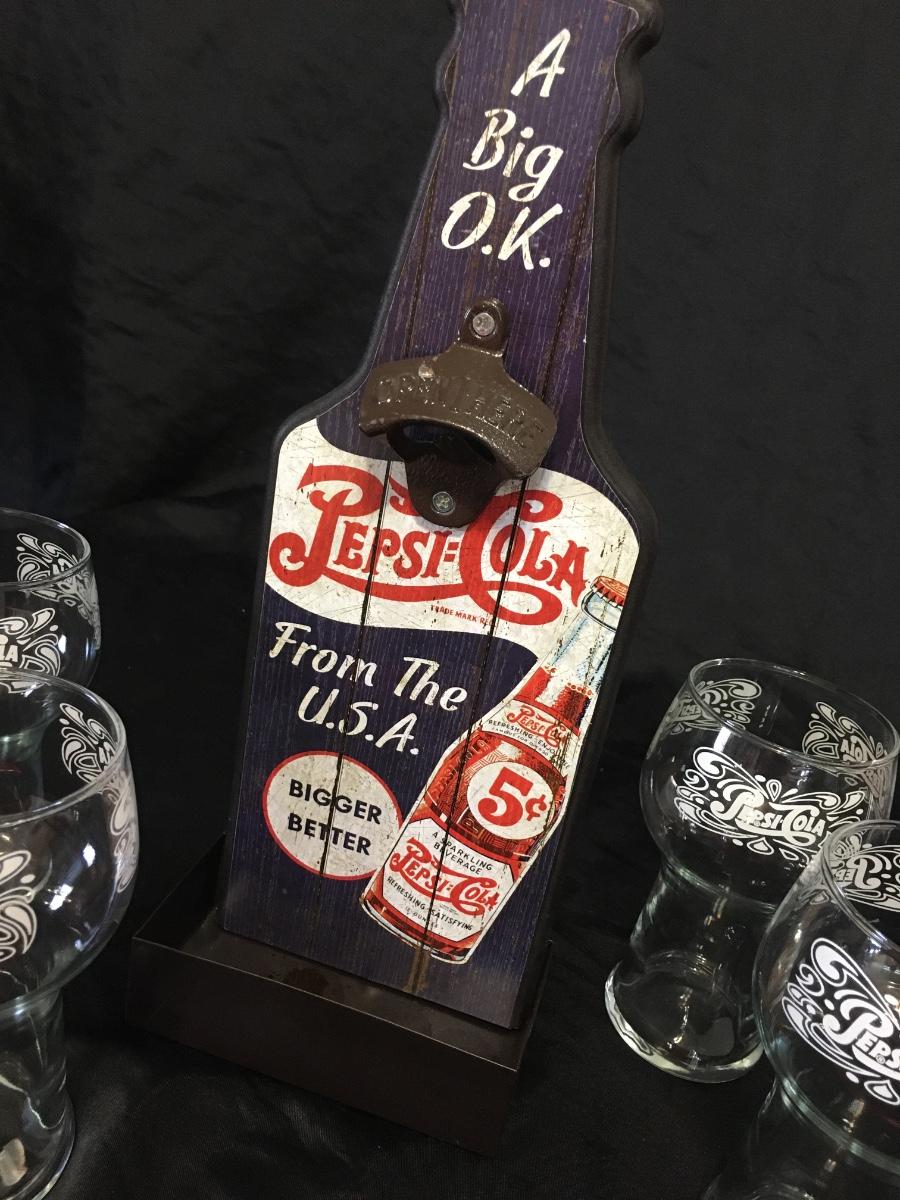 A
Big
O.K.
OPEN HERE
PEPSI-COLA
TRADE MARK REG
From The
U.S.A.
BIGGER
BETTER
PEPSI-COLA
5¢
A SPARKLING
BEVERAGE
PEPSI-COLA
REFRESHING-SATISFYING
PEPSI-COLA
PEPSI